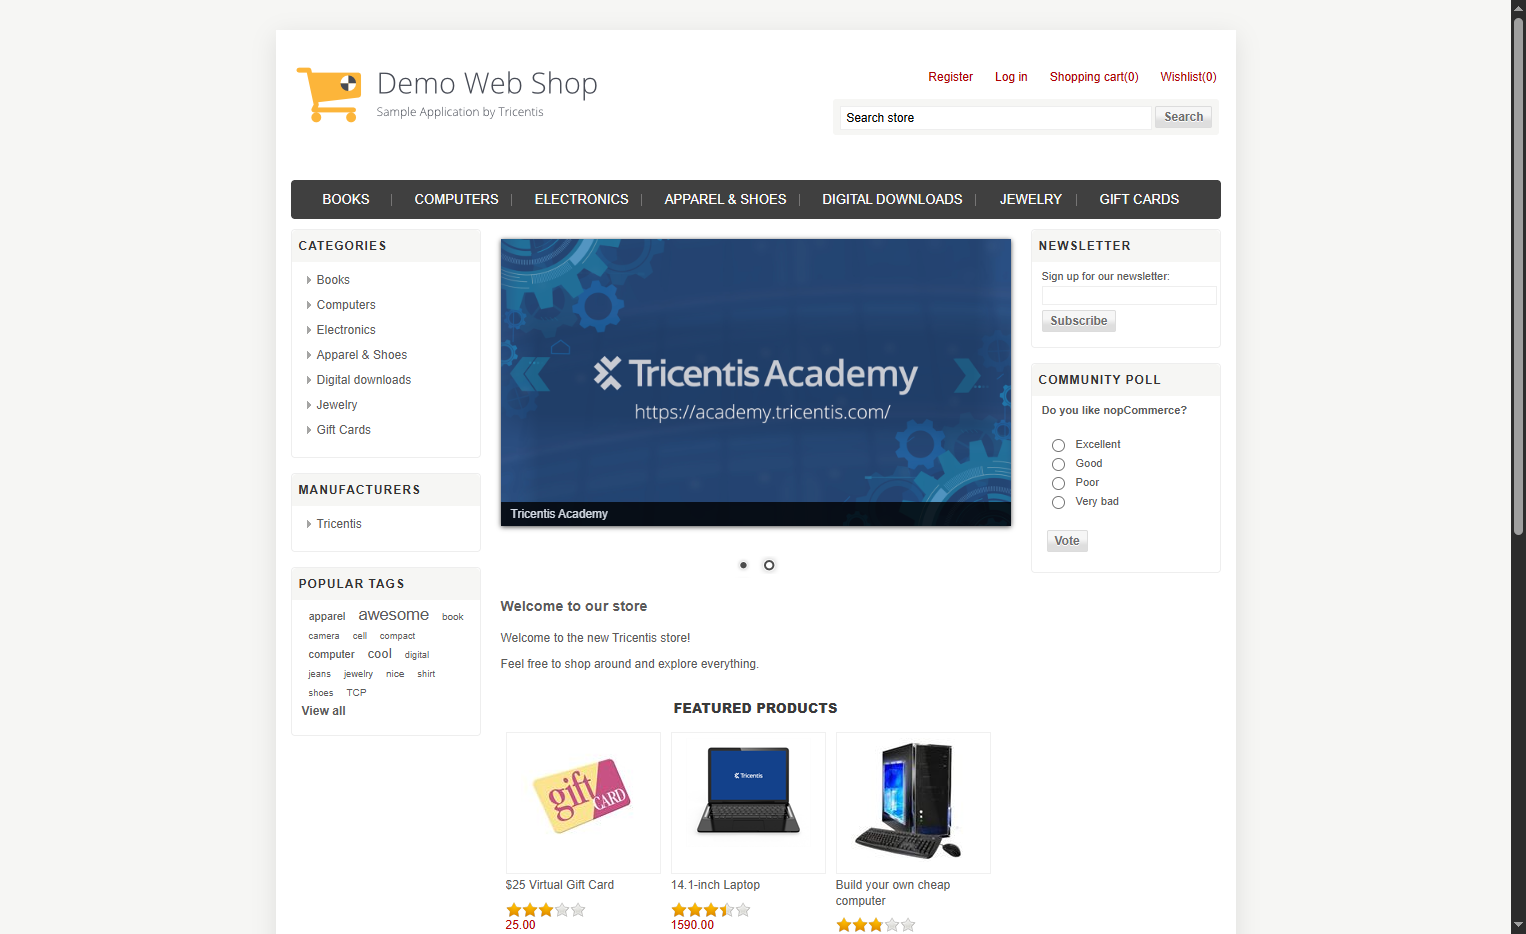 Demo Web Shop
Sample Application by Tricentis
Register Log in Shopping cart(0) Wishlist(0)
Search store Search
BOOKS COMPUTERS ELECTRONICS APPAREL & SHOES DIGITAL DOWNLOADS JEWELRY GIFT CARDS
CATEGORIES
Books
Computers
Electronics
Apparel & Shoes
Digital downloads
Jewelry
Gift Cards
MANUFACTURERS
Tricentis
POPULAR TAGS
apparel awesome book
camera cell compact
computer cool digital
jeans jewelry nice shirt
shoes TCP
View all
Tricentis Academy
https://academy.tricentis.com/
Tricentis Academy
Welcome to our store
Welcome to the new Tricentis store!
Feel free to shop around and explore everything.
FEATURED PRODUCTS
gift CARD
Tricentis
$25 Virtual Gift Card
25.00
14.1-inch Laptop
1590.00
Build your own cheap
computer
NEWSLETTER
Sign up for our newsletter:
Subscribe
COMMUNITY POLL
Do you like nopCommerce?
Excellent
Good
Poor
Very bad
Vote